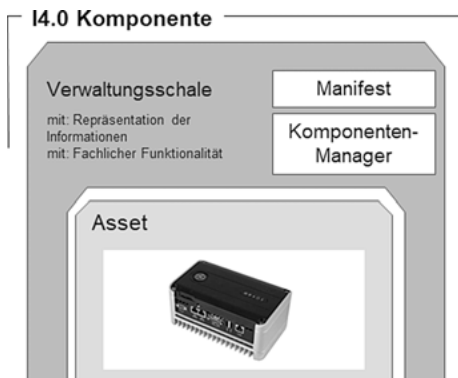 I4.0 Komponente
Verwaltungsschale
mit: Repräsentation der
Informationen
mit: Fachlicher Funktionalität
Manifest
Komponenten-
Manager
Asset